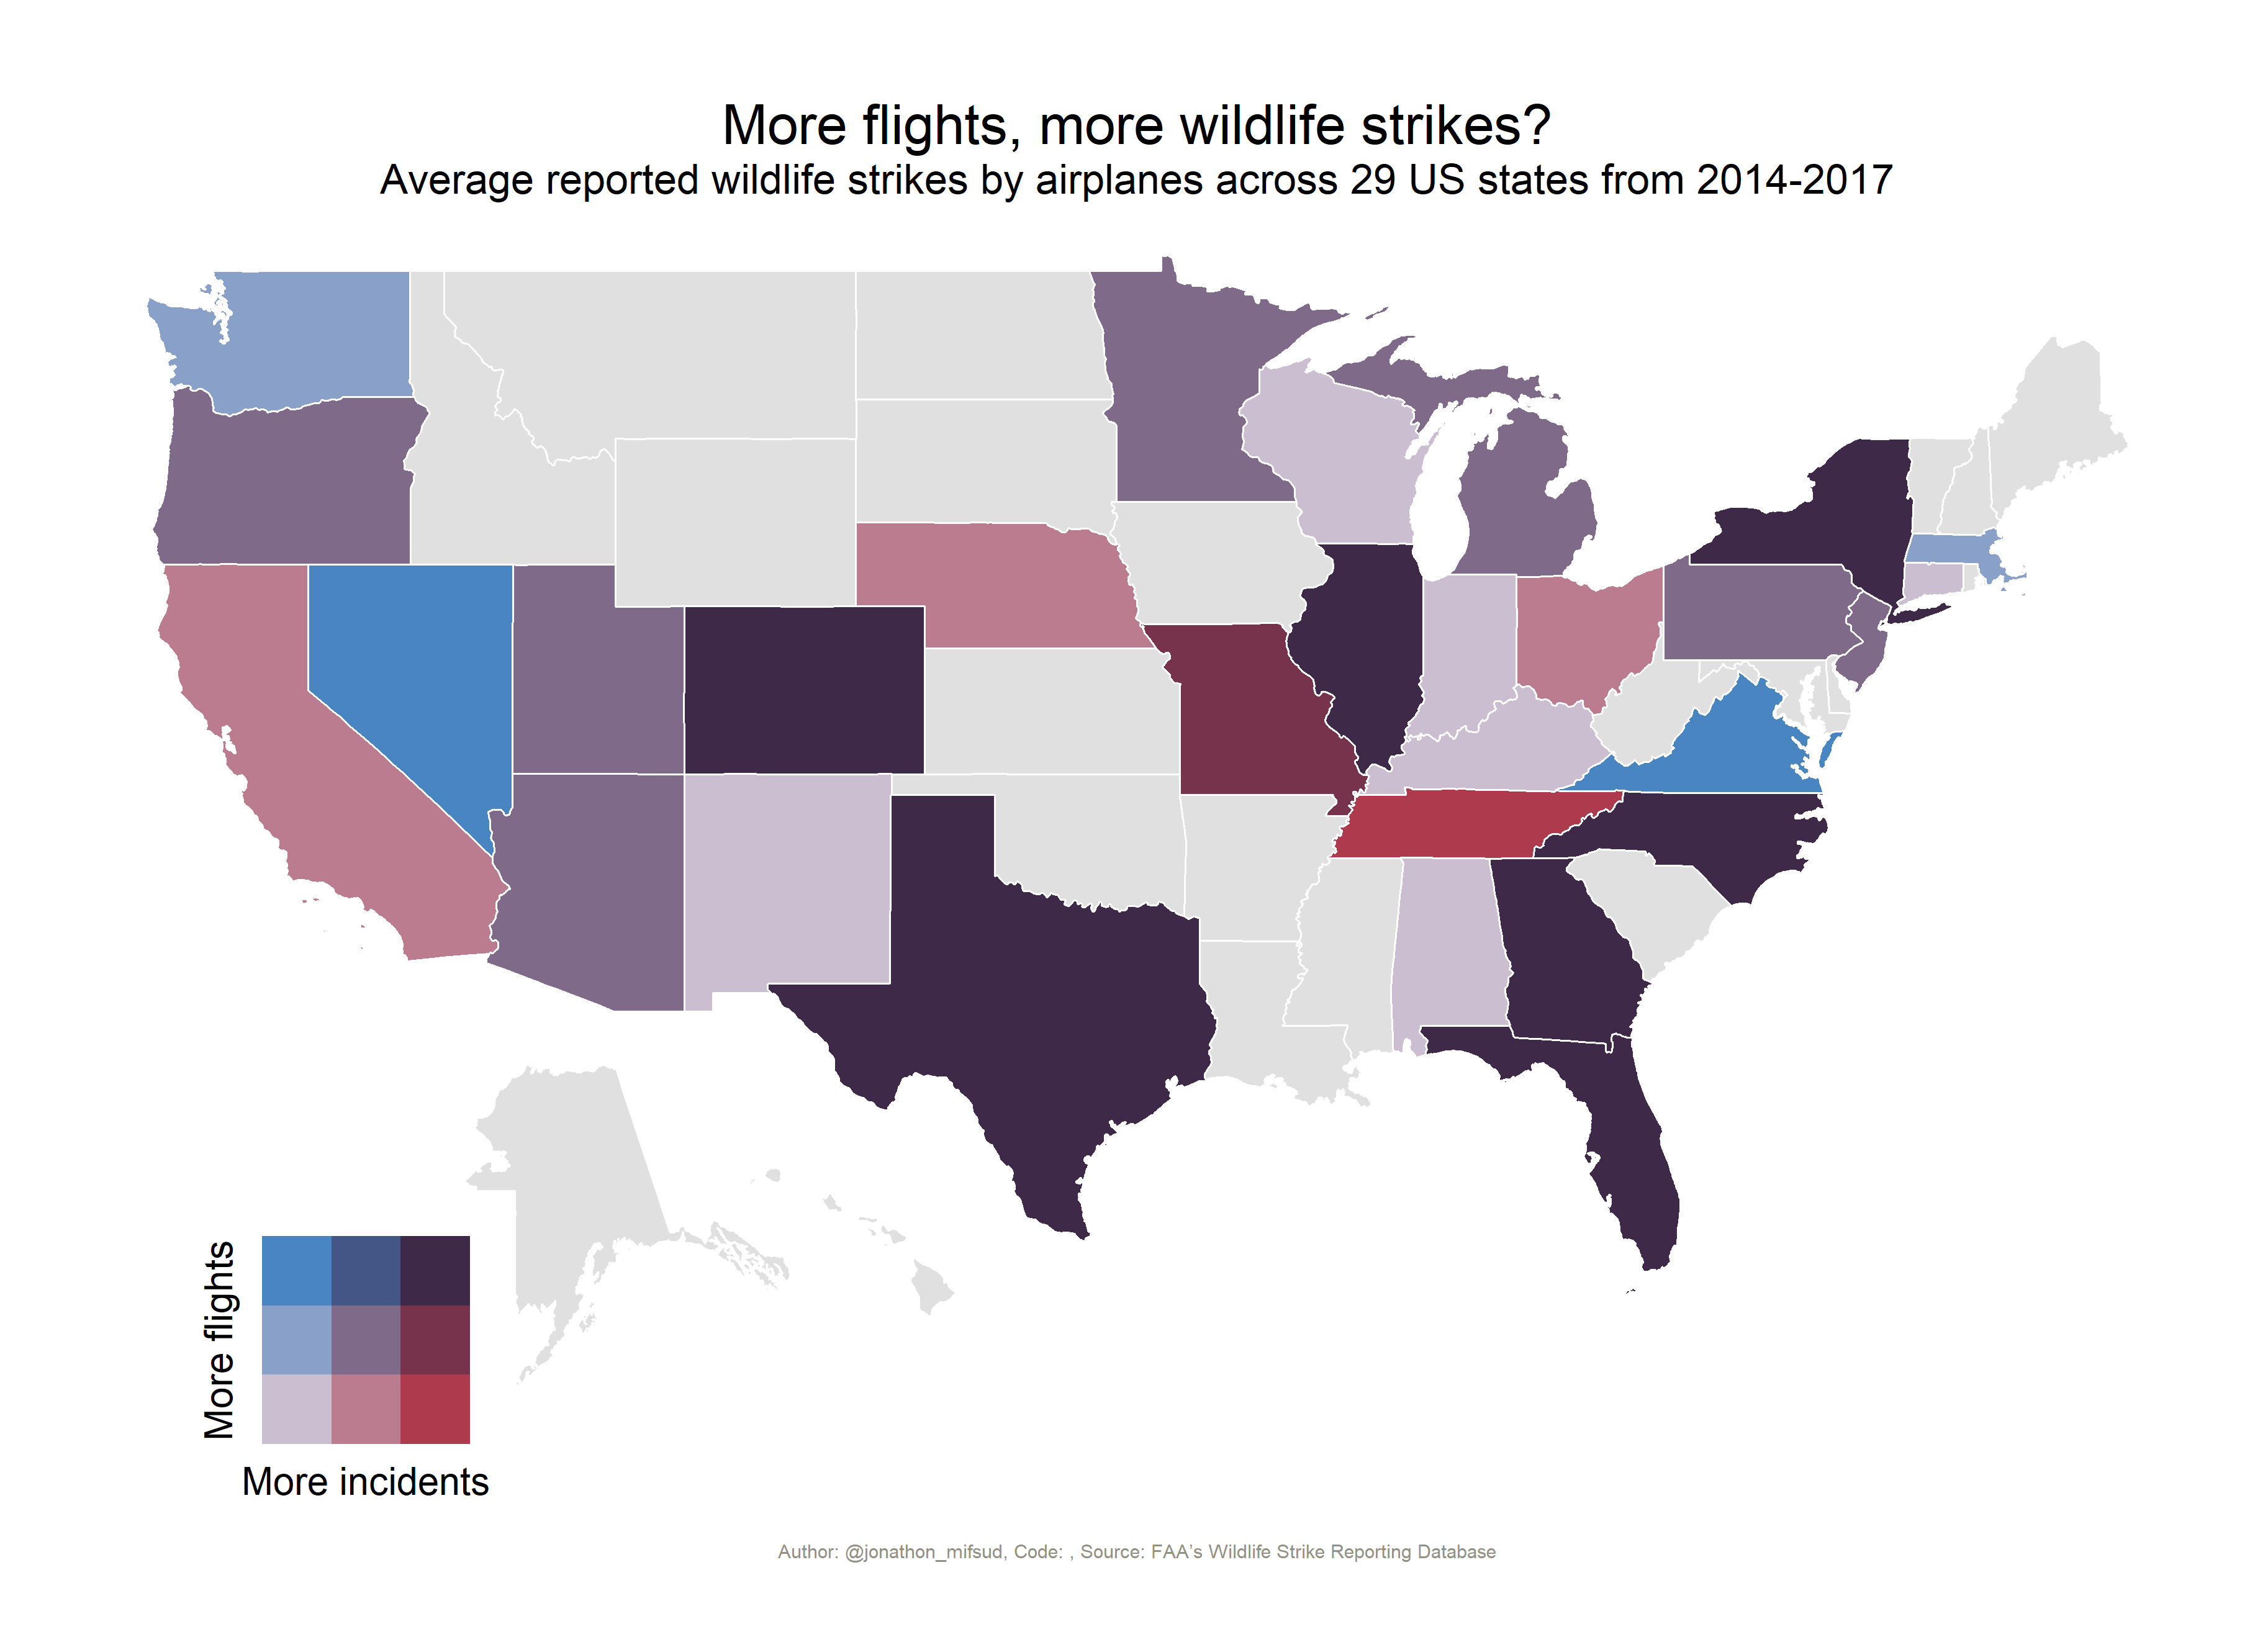 More flights, more wildlife strikes?
Average reported wildlife strikes by airplanes across 29 US states from 2014-2017
More flights
More incidents
Author: @jonathon_mifsud, Code: , Source: FAA's Wildlife Strike Reporting Database